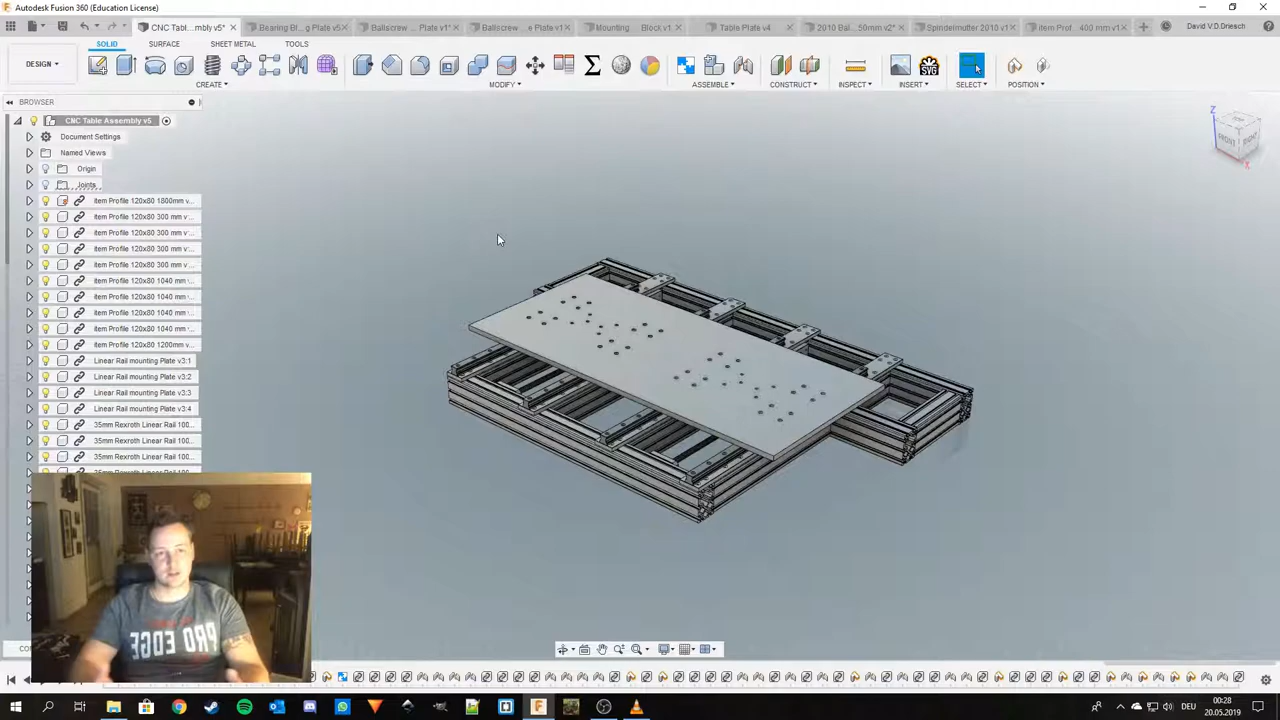 Autodesk Fusion 360 (Education License)
CNC Tabl...mbly v5*
Bearing Bl...g Plate v5
Ballscrew ... Plate v1*
Ballscrew...e Plate v1
Mounting Block v1
Table Plate v4
2010 Ball...50mm v2*
Spindermutter 2010 v1
item Prof... 400 mm v1
David V.D.Driesch
SOLID SURFACE SHEET METAL TOOLS
DESIGN
CREATE MODIFY ASSEMBLE CONSTRUCT INSPECT INSERT SELECT POSITION
SVG
BROWSER
CNC Table Assembly v5
Document Settings
Named Views
Origin
Joints
item Profile 120x80 1800mm v...
item Profile 120x80 300 mm v...
item Profile 120x80 300 mm v...
item Profile 120x80 300 mm v...
item Profile 120x80 300 mm v...
item Profile 120x80 1040 mm ...
item Profile 120x80 1040 mm ...
item Profile 120x80 1040 mm ...
item Profile 120x80 1040 mm ...
item Profile 120x80 1200mm v...
Linear Rail mounting Plate v3:1
Linear Rail mounting Plate v3:2
Linear Rail mounting Plate v3:3
Linear Rail mounting Plate v3:4
35mm Rexroth Linear Rail 100...
35mm Rexroth Linear Rail 100...
35mm Rexroth Linear Rail 100...
Z
FRONT RIGHT
X
PRO EDGE
DEU
00:28
20.05.2019